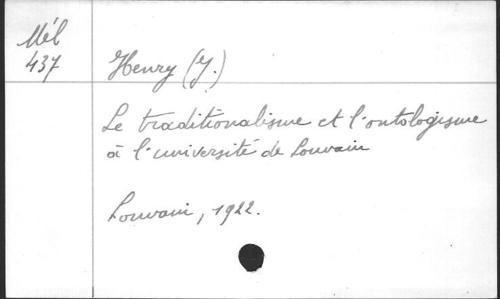 Mél
437
Henry (J.)
Le traditionalisme et l'ontologisme
à l'université de Louvain
Louvain, 1922.